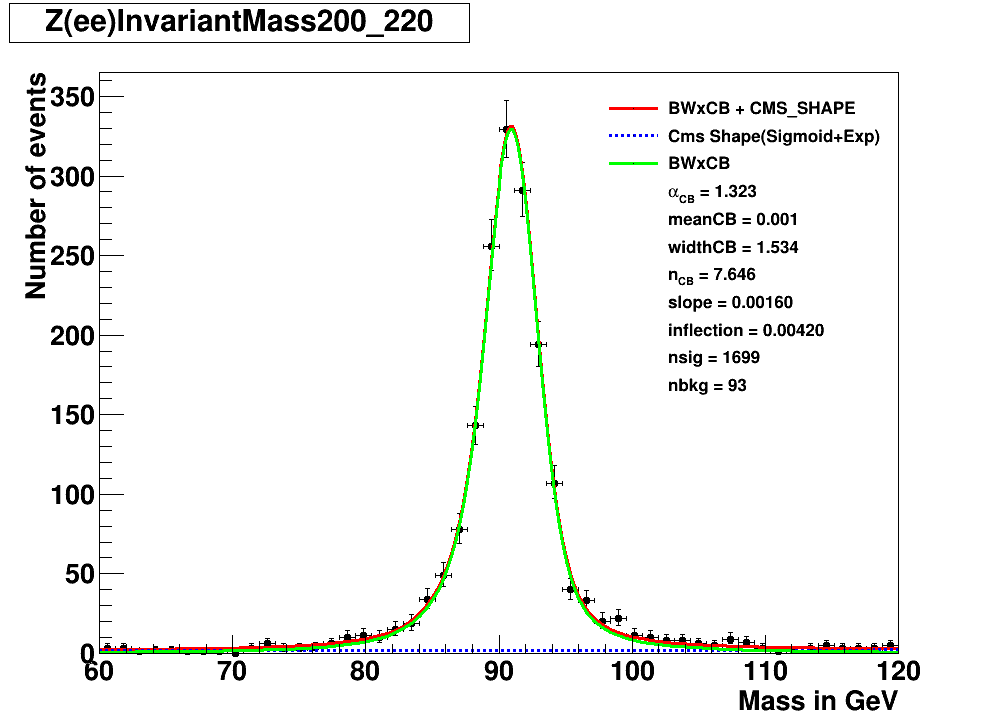 Z(ee)InvariantMass200_220
Number of events
350
300
250
200
150
100
50
0
60
70
80
90
100
110
120
Mass in GeV
BWxCB + CMS_SHAPE
Cms Shape(Sigmoid+Exp)
BWxCB
αCB = 1.323
meanCB = 0.001
widthCB = 1.534
nCB = 7.646
slope = 0.00160
inflection = 0.00420
nsig = 1699
nbkg = 93